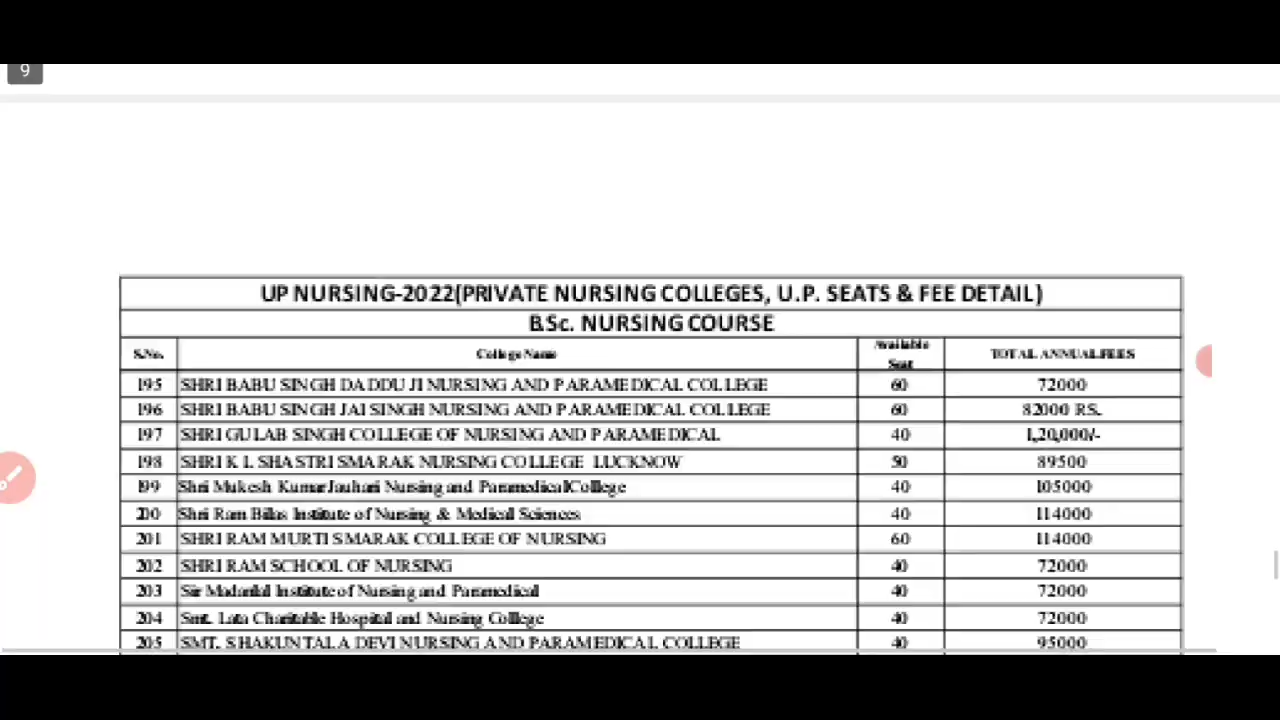 9
UP NURSING-2022(PRIVATE NURSING COLLEGES, U.P. SEATS & FEE DETAIL)
B.Sc. NURSING COURSE
S.No. College Name Available Seat TOTAL ANNUAL FEES
195 SHRI BABU SINGH DADDU JI NURSING AND PARAMEDICAL COLLEGE 60 72000
196 SHRI BABU SINGH JAI SINGH NURSING AND PARAMEDICAL COLLEGE 60 82000 RS.
197 SHRI GULAB SINGH COLLEGE OF NURSING AND PARAMEDICAL 40 1,20,000/-
198 SHRI K L SHASTRI SMARAK NURSING COLLEGE LUCKNOW 50 89500
199 Shri Mukesh Kumar Jauhari Nursing and Paramedical College 40 105000
200 Shri Ram Bilas Institute of Nursing & Medical Sciences 40 114000
201 SHRI RAM MURTI SMARAK COLLEGE OF NURSING 60 114000
202 SHRI RAM SCHOOL OF NURSING 40 72000
203 Sir Madanlal Institute of Nursing and Paramedical 40 72000
204 Smt. Lata Charitable Hospital and Nursing College 40 72000
205 SMT. SHAKUNTALA DEVI NURSING AND PARAMEDICAL COLLEGE 40 95000